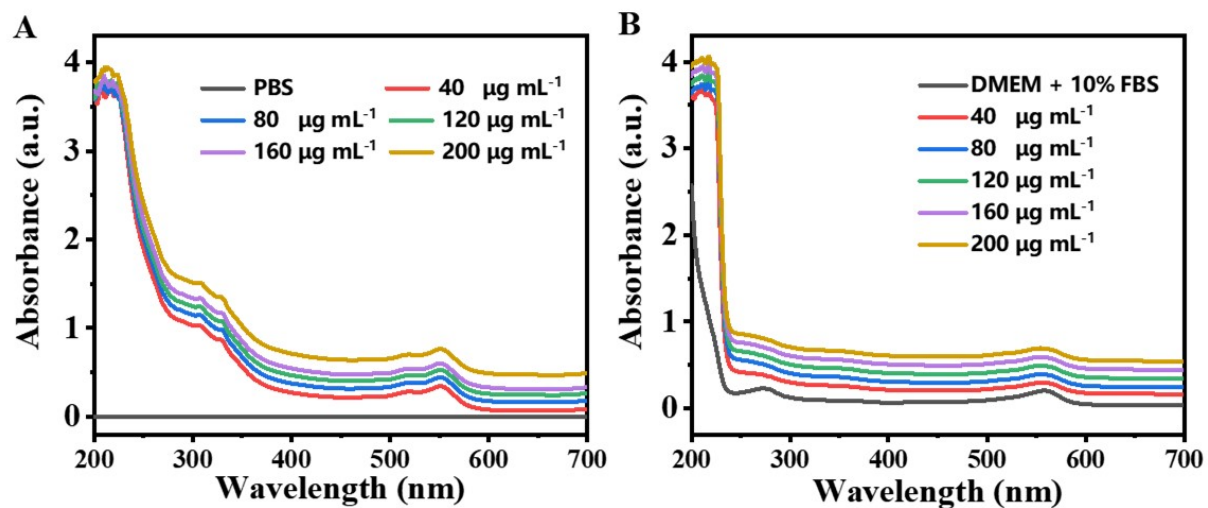 A
4
3
2
1
0
Absorbance (a.u.)
PBS 40 µg mL⁻¹
80 µg mL⁻¹ 120 µg mL⁻¹
160 µg mL⁻¹ 200 µg mL⁻¹
200 300 400 500 600 700
Wavelength (nm)
B
4
3
2
1
0
Absorbance (a.u.)
DMEM + 10% FBS
40 µg mL⁻¹
80 µg mL⁻¹
120 µg mL⁻¹
160 µg mL⁻¹
200 µg mL⁻¹
200 300 400 500 600 700
Wavelength (nm)